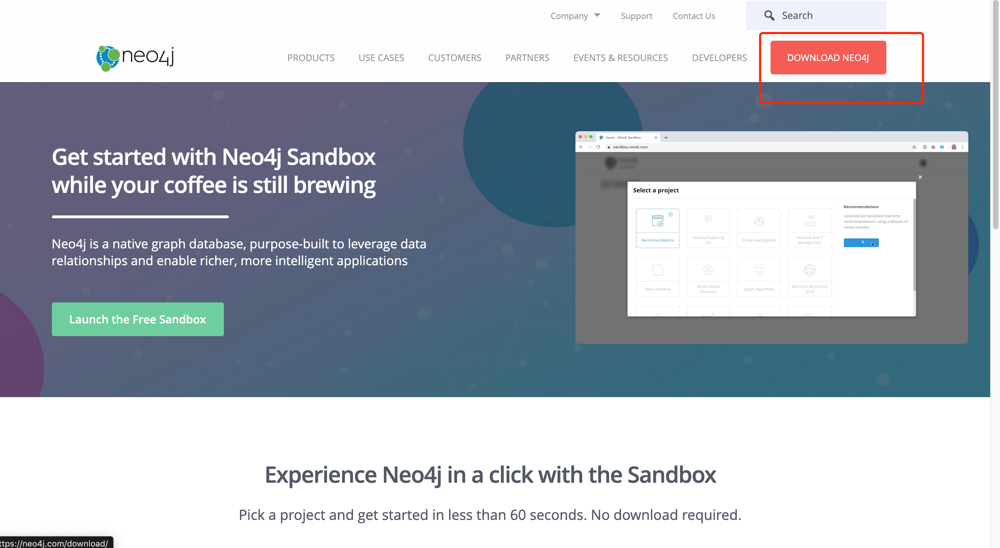 Company
Support
Contact Us
Search
neo4j
PRODUCTS
USE CASES
CUSTOMERS
PARTNERS
EVENTS & RESOURCES
DEVELOPERS
DOWNLOAD NEO4J
Get started with Neo4j Sandbox
while your coffee is still brewing
Neo4j is a native graph database, purpose-built to leverage data
relationships and enable richer, more intelligent applications
Launch the Free Sandbox
Home - Neo4j Sandbox
sandbox.neo4j.com
Select a project
Recommendations
Panama Papers by
ICIJ
Crime Investigation
Network and IT
Management
Blank Sandbox
Bloom Visual
Discovery
Graph Algorithms
Women's World Cup
2019
Recommendations
Generate personalized real-time
recommendations using a dataset of
movie reviews.
Experience Neo4j in a click with the Sandbox
Pick a project and get started in less than 60 seconds. No download required.
ttps://neo4j.com/download/